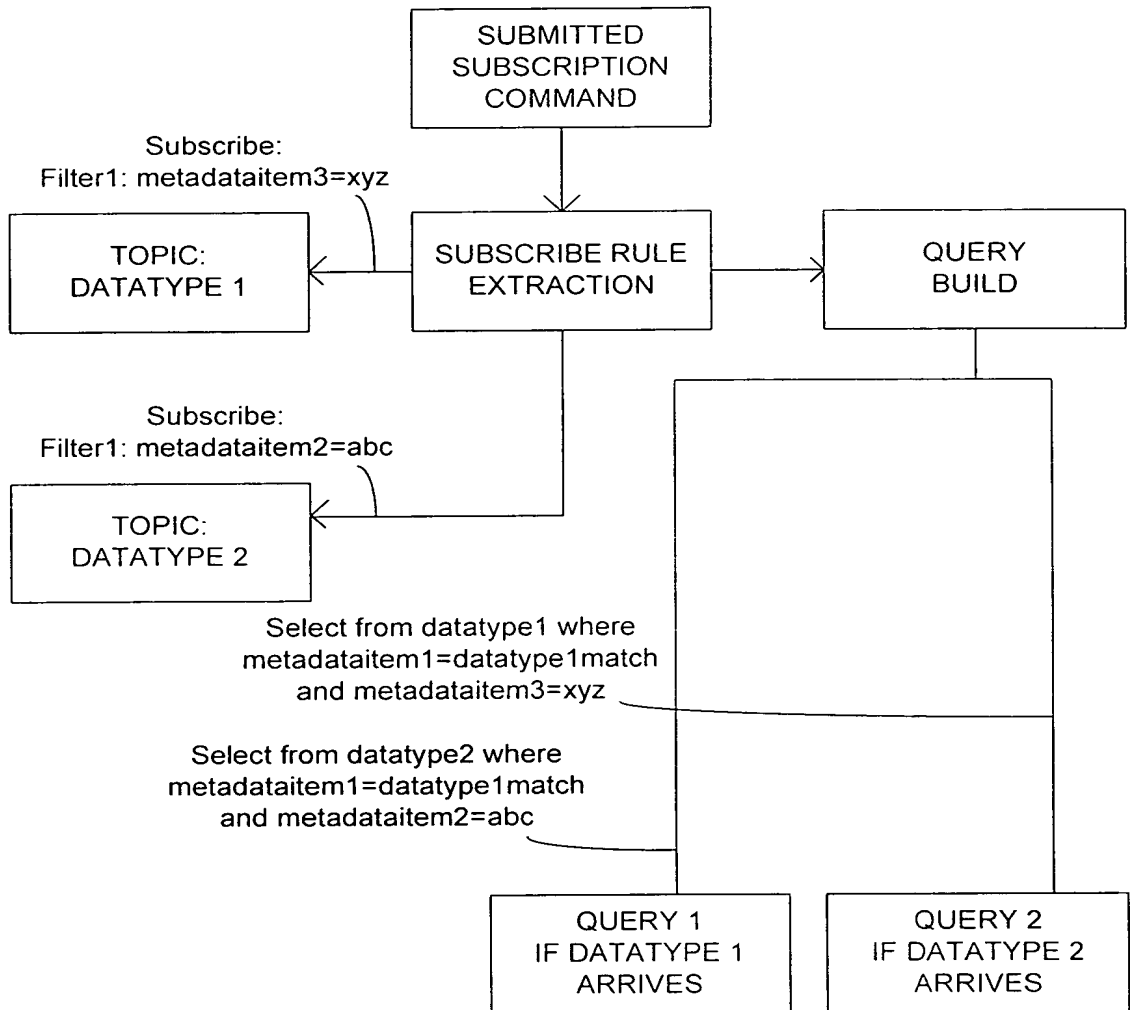 SUBMITTED
SUBSCRIPTION
COMMAND
Subscribe:
Filter1: metadataitem3=xyz
TOPIC:
DATATYPE 1
SUBSCRIBE RULE
EXTRACTION
QUERY
BUILD
Subscribe:
Filter1: metadataitem2=abc
TOPIC:
DATATYPE 2
Select from datatype1 where
metadataitem1=datatype1match
and metadataitem3=xyz
Select from datatype2 where
metadataitem1=datatype1match
and metadataitem2=abc
QUERY 1
IF DATATYPE 1
ARRIVES
QUERY 2
IF DATATYPE 2
ARRIVES